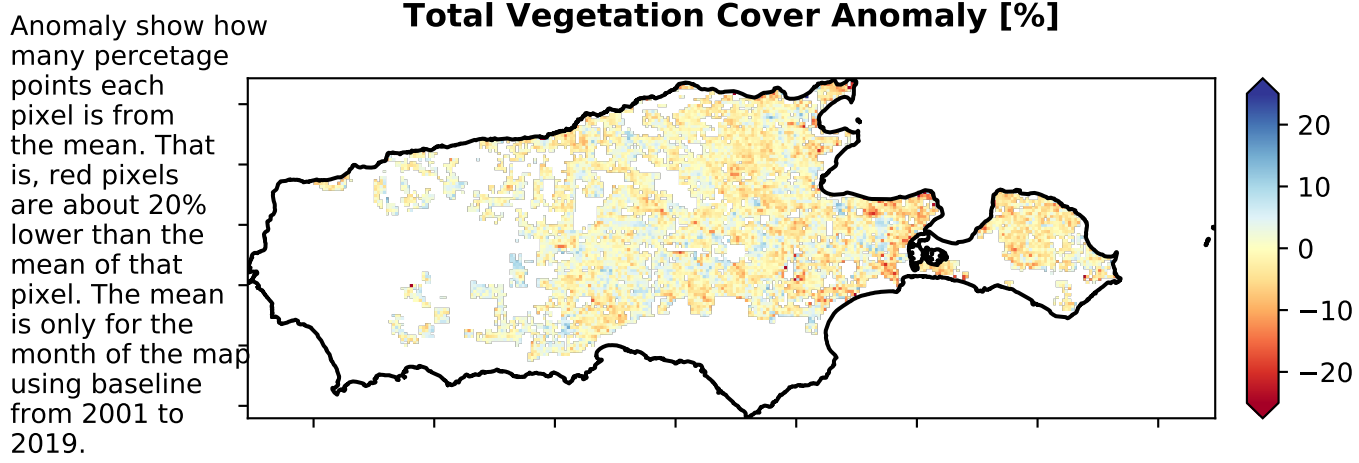 Total Vegetation Cover Anomaly [%]
Anomaly show how
many percetage
points each
pixel is from
the mean. That
is, red pixels
are about 20%
lower than the
mean of that
pixel. The mean
is only for the
month of the map
using baseline
from 2001 to
2019.
20
10
0
−10
−20